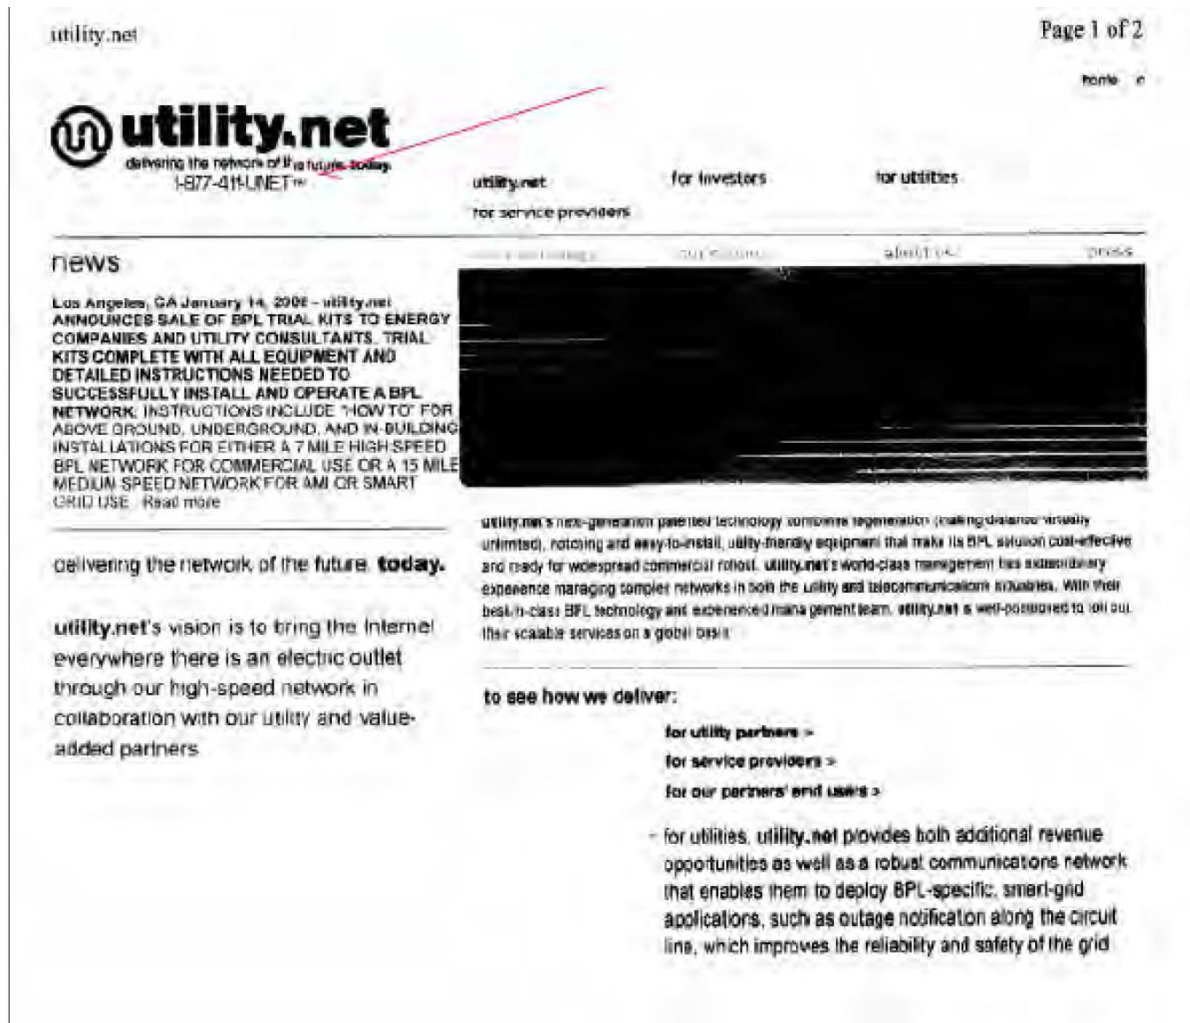 utility.net
Page 1 of 2
home
utility.net
delivering the network of the future. today.
1-877-411-UNET™
utility.net
for investors
for utilities
for service providers
about us
press
news
Los Angeles, CA January 14, - utility.net
ANNOUNCES SALE OF BPL TRIAL KITS TO ENERGY
COMPANIES AND UTILITY CONSULTANTS. TRIAL
KITS COMPLETE WITH ALL EQUIPMENT AND
DETAILED INSTRUCTIONS NEEDED TO
SUCCESSFULLY INSTALL AND OPERATE A BPL
NETWORK. INSTRUCTIONS INCLUDE "HOW TO" FOR
ABOVE GROUND, UNDERGROUND, AND IN-BUILDING
INSTALLATIONS FOR EITHER A 7 MILE HIGH SPEED
BPL NETWORK FOR COMMERCIAL USE OR A 15 MILE
MEDIUM SPEED NETWORK FOR AMI OR SMART
GRID USE Read more
delivering the network of the future. today.
utility.net's vision is to bring the Internet
everywhere there is an electric outlet
through our high-speed network in
collaboration with our utility and value-
added partners
utility.net's next-generation patented technology combines regeneration (making distance virtually
unlimited), notching and easy-to-install, utility-friendly equipment that make its BPL solution cost-effective
and ready for widespread commercial rollout. utility.net's world-class management has extraordinary
experience managing complex networks in both the utility and telecommunications industries. With their
best-in-class BPL technology and experienced management team, utility.net is well-positioned to roll out
their scalable services on a global basis
to see how we deliver:
for utility partners >
for service providers >
for our partners' end users >
for utilities, utility.net provides both additional revenue
opportunities as well as a robust communications network
that enables them to deploy BPL-specific, smart-grid
applications, such as outage notification along the circuit
line, which improves the reliability and safety of the grid